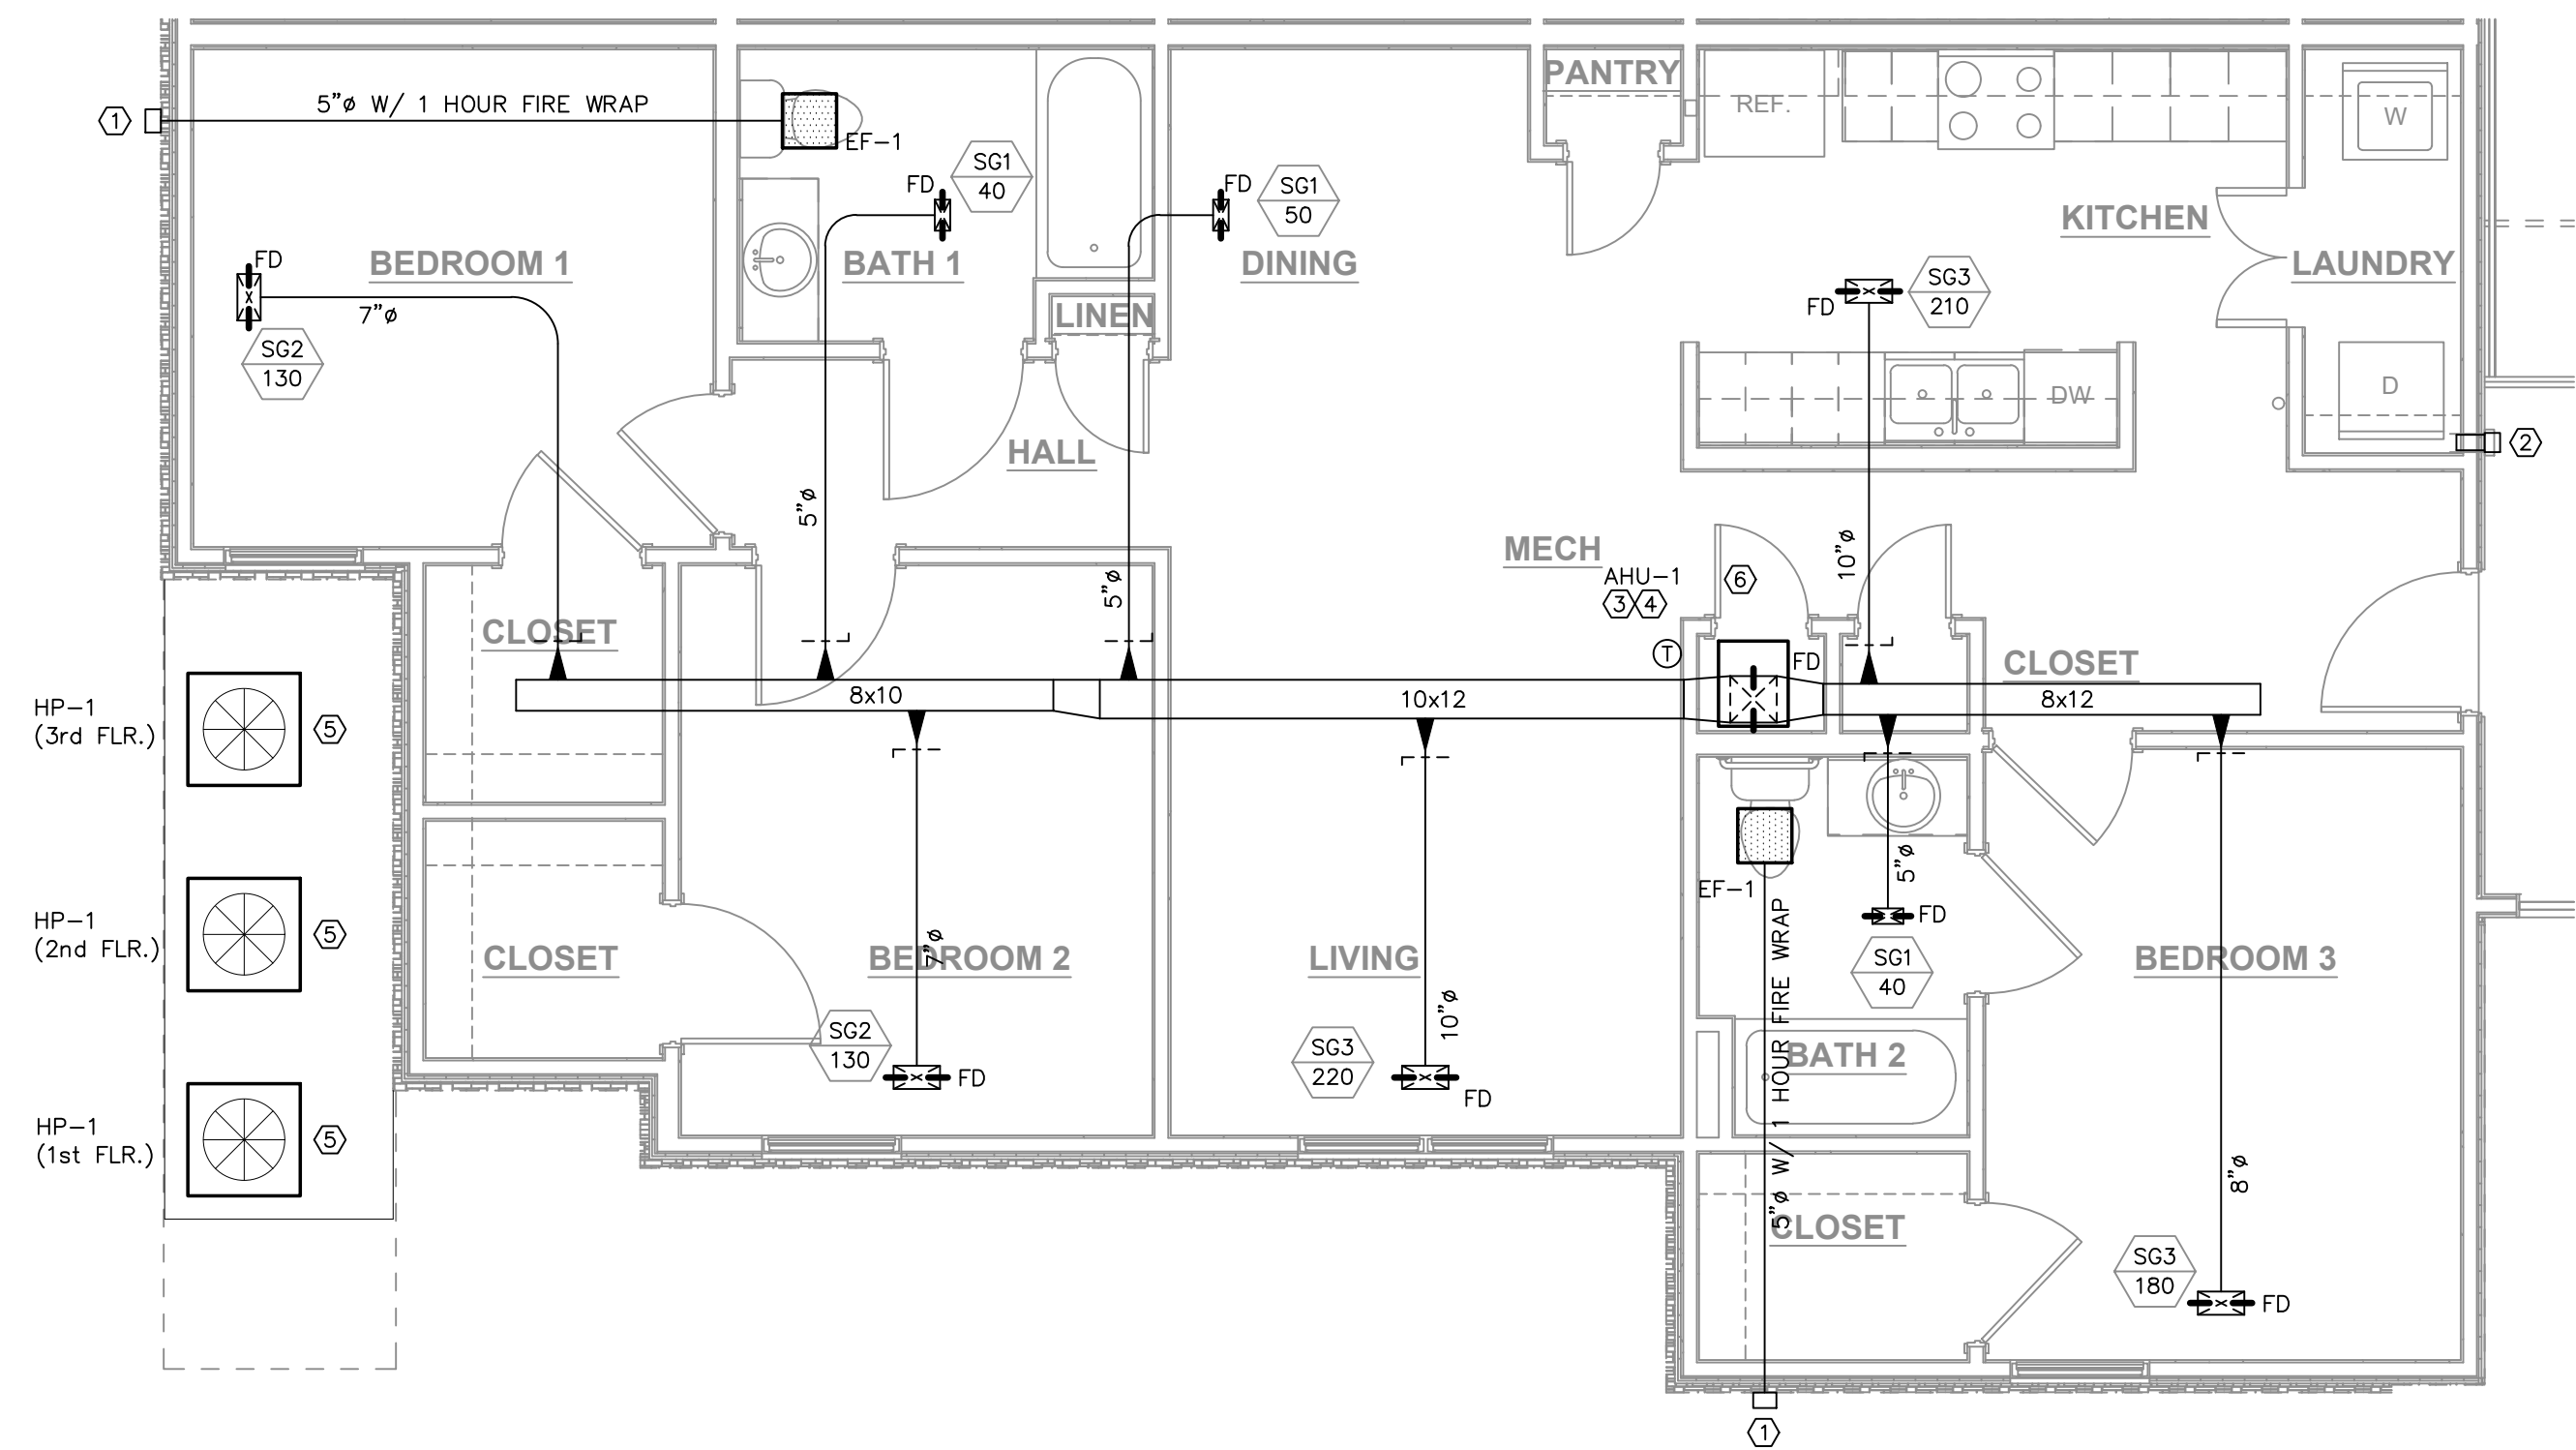 PANTRY
REF.
W
1
5"ø W/ 1 HOUR FIRE WRAP
EF-1
FD
SG1
40
FD
SG1
50
KITCHEN
FD
BEDROOM 1
BATH 1
DINING
LAUNDRY
7"ø
LINEN
FD
SG3
210
SG2
130
D
DW
HALL
2
5"ø
MECH
10"ø
AHU-1
6
3
4
5"ø
CLOSET
T
FD
CLOSET
8x10
10x12
8x12
HP-1
(3rd FLR.)
5
HP-1
(2nd FLR.)
5
EF-1
5"ø
FD
CLOSET
BEDROOM 2
7"ø
LIVING
SG1
40
BEDROOM 3
10"ø
SG2
130
FD
SG3
220
FD
BATH 2
5"ø W/ 1 HOUR FIRE WRAP
HP-1
(1st FLR.)
5
8"ø
CLOSET
SG3
180
FD
1